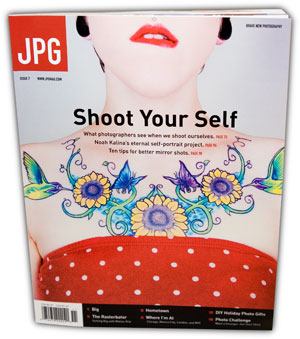 JPG
BRAVE NEW PHOTOGRAPHY
ISSUE 7 WWW.JPGMAG.COM
Shoot Your Self
What photographers see when we shoot ourselves.
Noah Kalina's eternal self-portrait project.
Ten tips for better mirror shots.
Big
The Rasterbator
Hometown
Where I'm At
DIY Holiday Photo Gifts
Photo Challenge